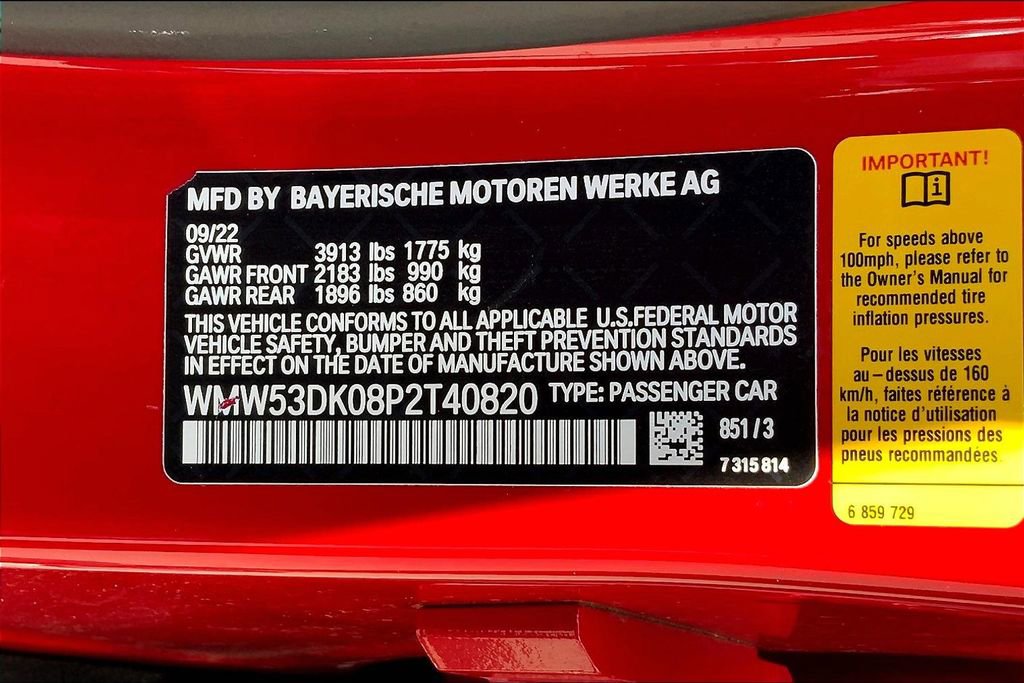 MFD BY BAYERISCHE MOTOREN WERKE AG
09/22
GVWR 3913 lbs 1775 kg
GAWR FRONT 2183 lbs 990 kg
GAWR REAR 1896 lbs 860 kg
THIS VEHICLE CONFORMS TO ALL APPLICABLE U.S.FEDERAL MOTOR
VEHICLE SAFETY, BUMPER AND THEFT PREVENTION STANDARDS
IN EFFECT ON THE DATE OF MANUFACTURE SHOWN ABOVE.
WMW53DK08P2T40820 TYPE: PASSENGER CAR
851/3
7315814
IMPORTANT!
i
For speeds above
100mph, please refer to
the Owner's Manual for
recommended tire
inflation pressures.
Pour les vitesses
au-dessus de 160
km/h, faites référence à
la notice d'utilisation
pour les pressions des
pneus recommandées.
6 859 729